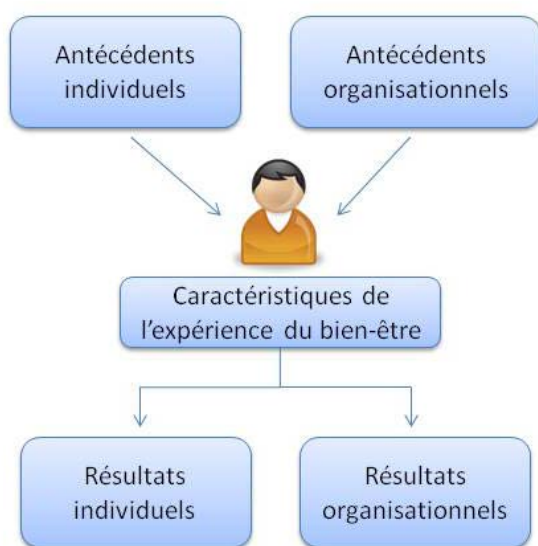 Antécédents
individuels
Antécédents
organisationnels
Caractéristiques de
l'expérience du bien-être
Résultats
individuels
Résultats
organisationnels